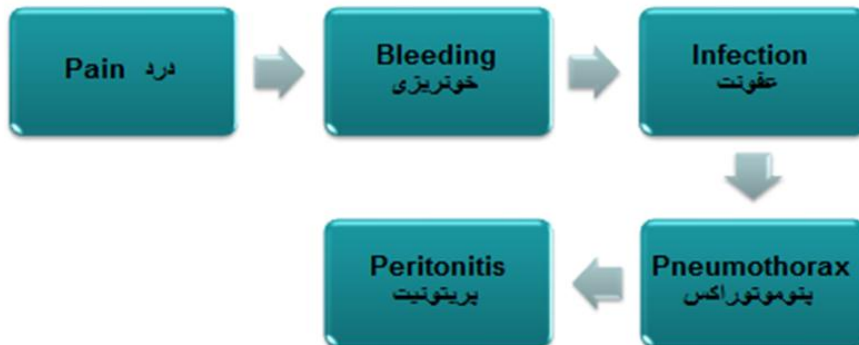 Pain درد
Bleeding
خونریزی
Infection
عفونت
Pneumothorax
پنوموتوراکس
Peritonitis
پریتونیت